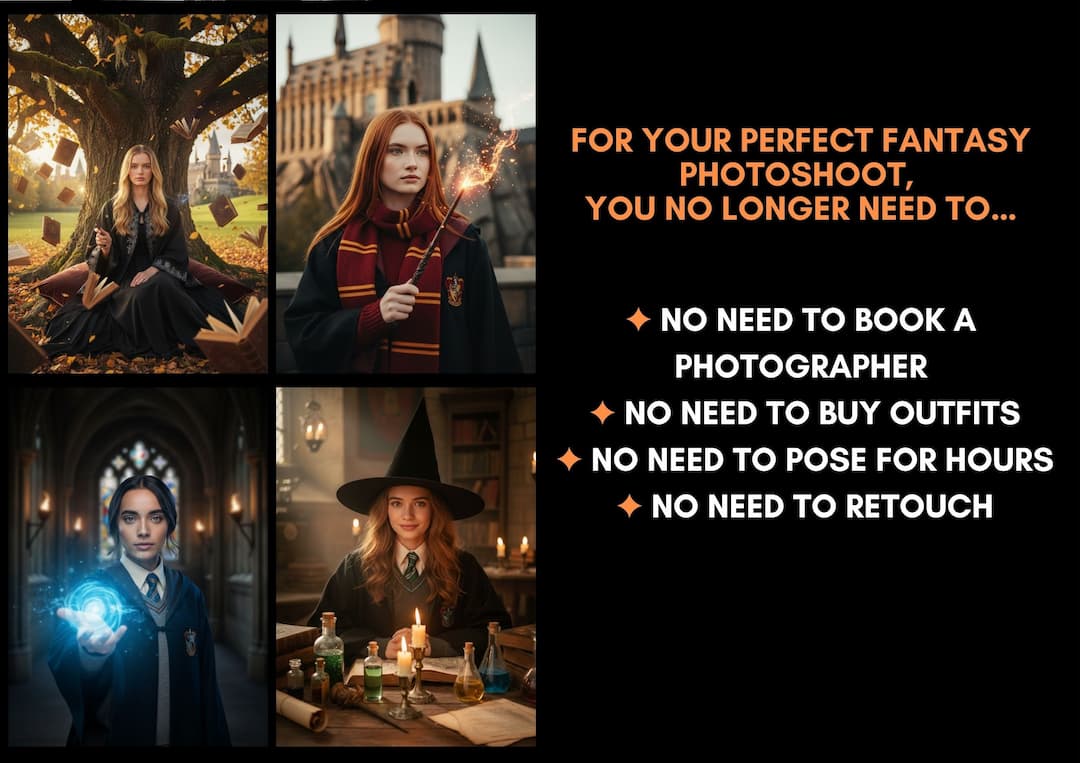 FOR YOUR PERFECT FANTASY
PHOTOSHOOT,
YOU NO LONGER NEED TO...
✦ NO NEED TO BOOK A
PHOTOGRAPHER
✦ NO NEED TO BUY OUTFITS
✦ NO NEED TO POSE FOR HOURS
✦ NO NEED TO RETOUCH